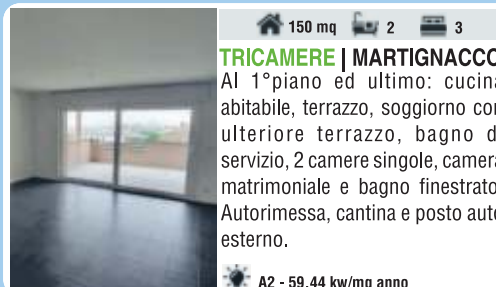 150 mq 2 3
TRICAMERE | MARTIGNACCO
Al 1°piano ed ultimo: cucina
abitabile, terrazzo, soggiorno con
ulteriore terrazzo, bagno di
servizio, 2 camere singole, camera
matrimoniale e bagno finestrato.
Autorimessa, cantina e posto auto
esterno.
A2 - 59,44 kw/mq anno